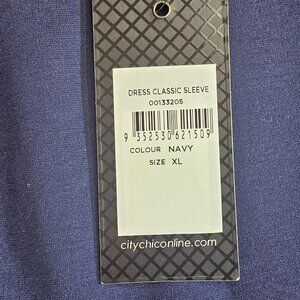 DRESS CLASSIC SLEEVE
00133205
9 352530 621509
COLOUR NAVY
SIZE XL
citychiconline.com